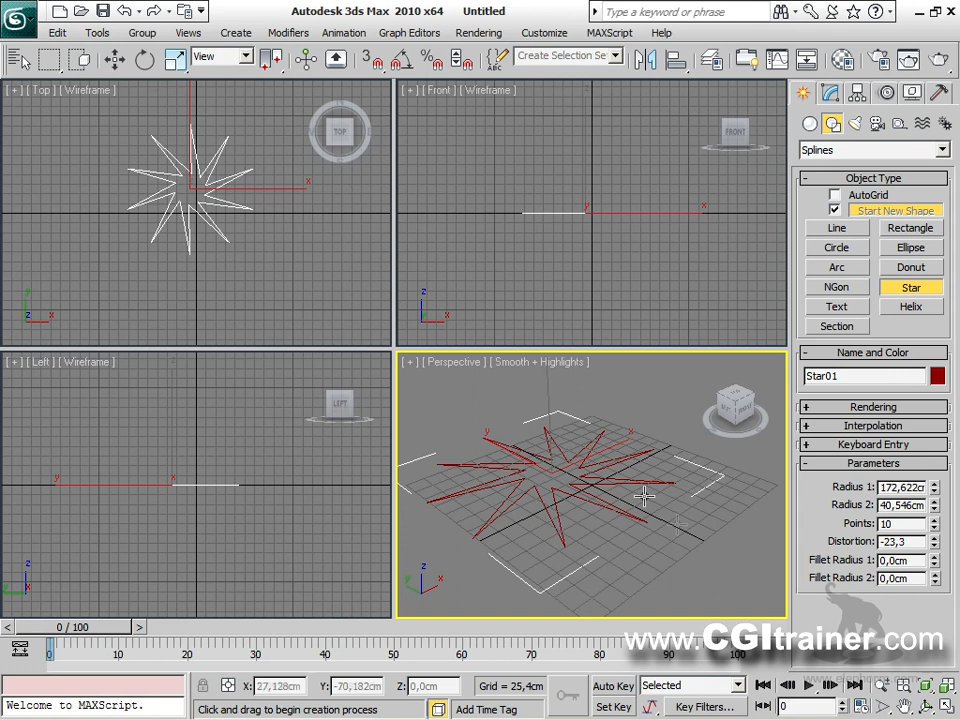 Autodesk 3ds Max 2010 x64 Untitled
Type a keyword or phrase
Edit Tools Group Views Create Modifiers Animation Graph Editors Rendering Customize MAXScript Help
View
3
%
ABC
Create Selection Se
[ + ] [ Top ] [ Wireframe ]
TOP
x
y
z x
[ + ] [ Front ] [ Wireframe ]
FRONT
y x
z
x
[ + ] [ Left ] [ Wireframe ]
LEFT
y x
z
[ + ] [ Perspective ] [ Smooth + Highlights ]
y x
z
y x
Splines
- Object Type
AutoGrid
Start New Shape
Line Rectangle
Circle Ellipse
Arc Donut
NGon Star
Text Helix
Section
- Name and Color
Star01
+ Rendering
+ Interpolation
+ Keyboard Entry
- Parameters
Radius 1: 172,622cr
Radius 2: 40,546cm
Points: 10
Distortion: -23,3
Fillet Radius 1: 0,0cm
Fillet Radius 2: 0,0cm
< 0 / 100 >
0 10 20 30 40 50 60 70 80 90 100
www.CGItrainer.com
X: 27,128cm Y: -70,182cm Z: 0,0cm Grid = 25,4cm
Auto Key Selected
Welcome to MAXScript.
Click and drag to begin creation process
Add Time Tag
Set Key Key Filters... 0